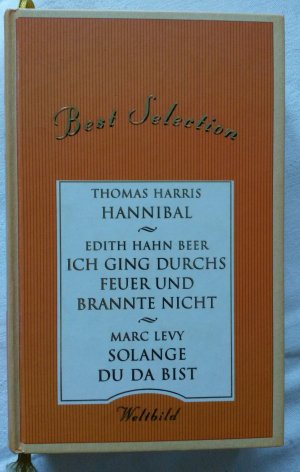 Best Selection
THOMAS HARRIS
HANNIBAL
~
EDITH HAHN BEER
ICH GING DURCHS
FEUER UND
BRANNTE NICHT
~
MARC LEVY
SOLANGE
DU DA BIST
Weltbild